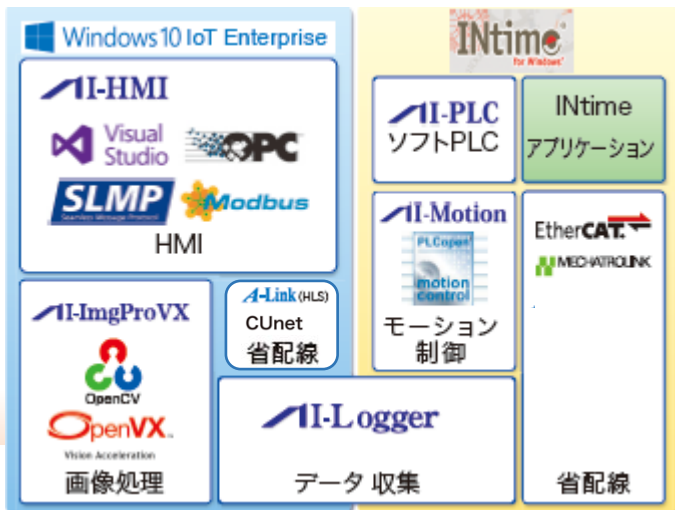 Windows 10 IoT Enterprise
AI-HMI
Visual
Studio
OPC
SLMP
Seamless Message Protocol
Modbus
HMI
AI-ImgProVX
OpenCV
OpenVX
Vision Acceleration
画像処理
A-Link (HLS)
CUnet
省配線
AI-Logger
データ 収集
INtime
for Windows
AI-PLC
ソフトPLC
INtime
アプリケーション
AI-Motion
PLCopen
motion
control
モーション
制御
EtherCAT
MECHATROLINK
省配線